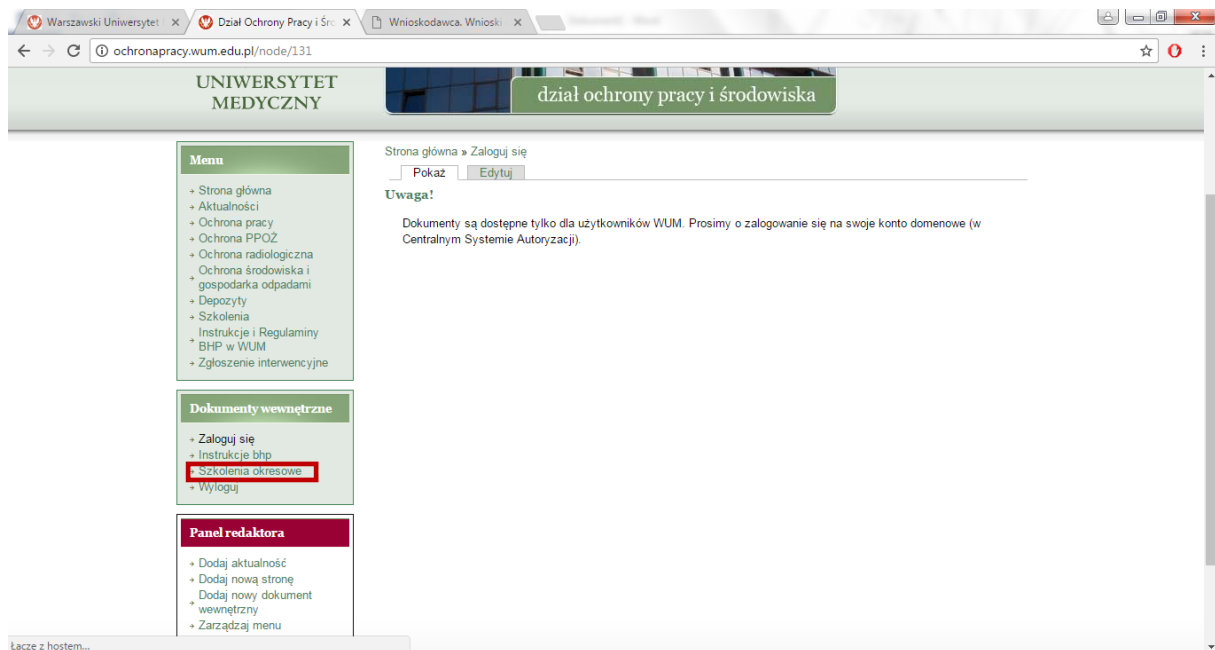 Warszawski Uniwersytet
Dział Ochrony Pracy i Śro
Wnioskodawca. Wnioski
ochronapracy.wum.edu.pl/node/131
UNIWERSYTET
MEDYCZNY
dział ochrony pracy i środowiska
Menu
Strona główna
Aktualności
Ochrona pracy
Ochrona PPOŻ
Ochrona radiologiczna
Ochrona środowiska i
gospodarka odpadami
Depozyty
Szkolenia
Instrukcje i Regulaminy
BHP w WUM
Zgłoszenie interwencyjne
Dokumenty wewnętrzne
Zaloguj się
Instrukcje bhp
Szkolenia okresowe
Wyloguj
Panel redaktora
Dodaj aktualność
Dodaj nową stronę
Dodaj nowy dokument
wewnętrzny
Zarządzaj menu
Strona główna » Zaloguj się
Pokaż Edytuj
Uwaga!
Dokumenty są dostępne tylko dla użytkowników WUM. Prosimy o zalogowanie się na swoje konto domenowe (w
Centralnym Systemie Autoryzacji).
Łącze z hostem...